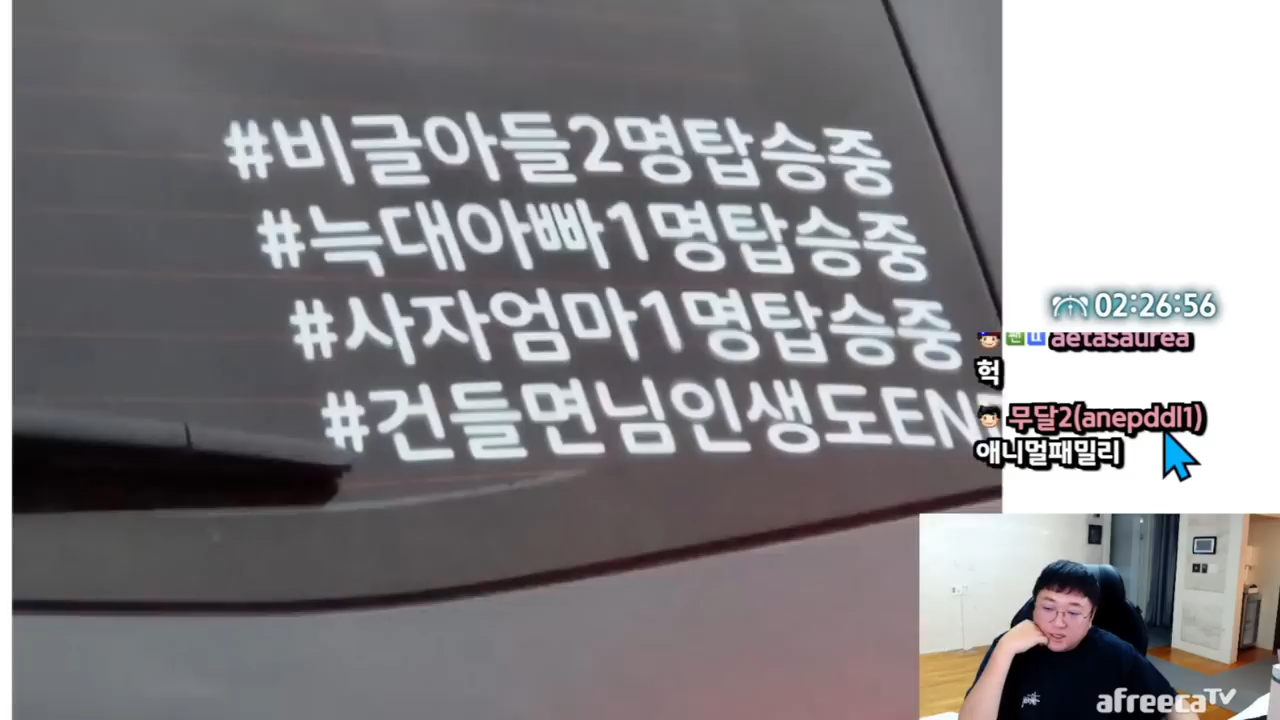 #비글아들2명탑승중
#늑대아빠1명탑승중
#사자엄마1명탑승중
#건들면님인생도END
02:26:56
팬 aetasaurea
헉
무달2(anepddl1)
애니멀패밀리
afreecaTV